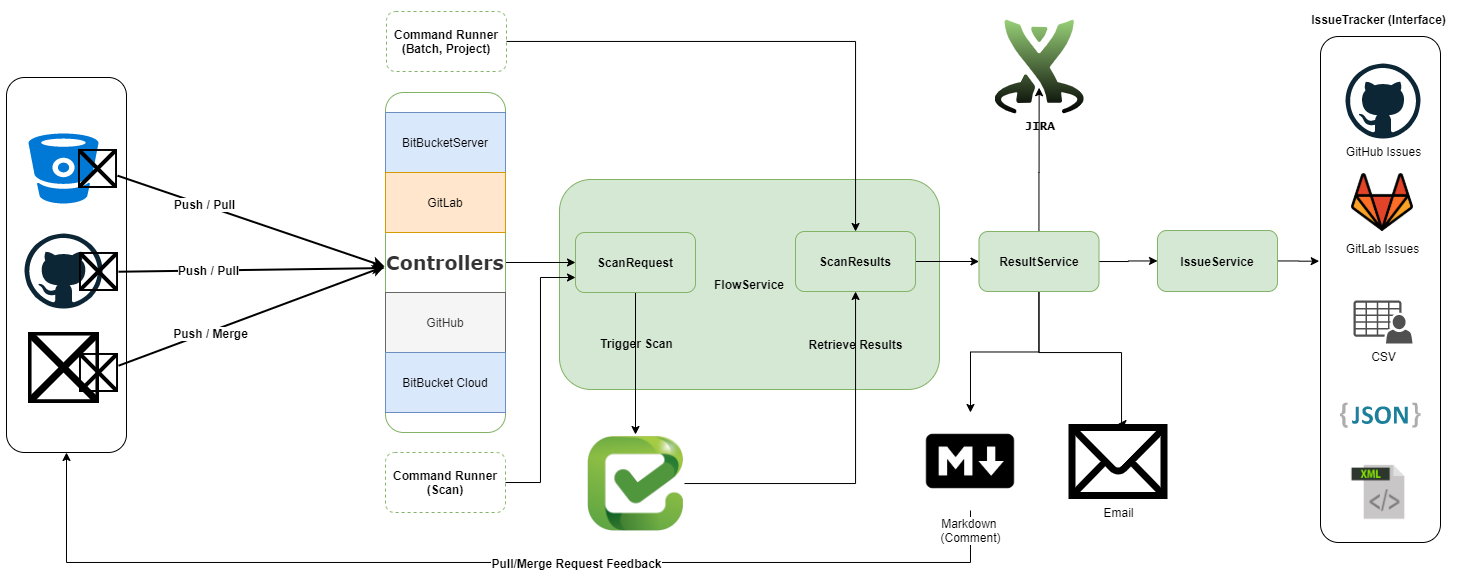 IssueTracker (Interface)
Command Runner
(Batch, Project)
JIRA
BitBucketServer
GitHub Issues
Push / Pull
GitLab
Push / Pull
Controllers
ScanRequest
FlowService
ScanResults
ResultService
IssueService
GitLab Issues
Push / Merge
GitHub
Trigger Scan
Retrieve Results
CSV
BitBucket Cloud
{JSON}
Command Runner
(Scan)
M
XML
</>
Markdown
(Comment)
Email
Pull/Merge Request Feedback